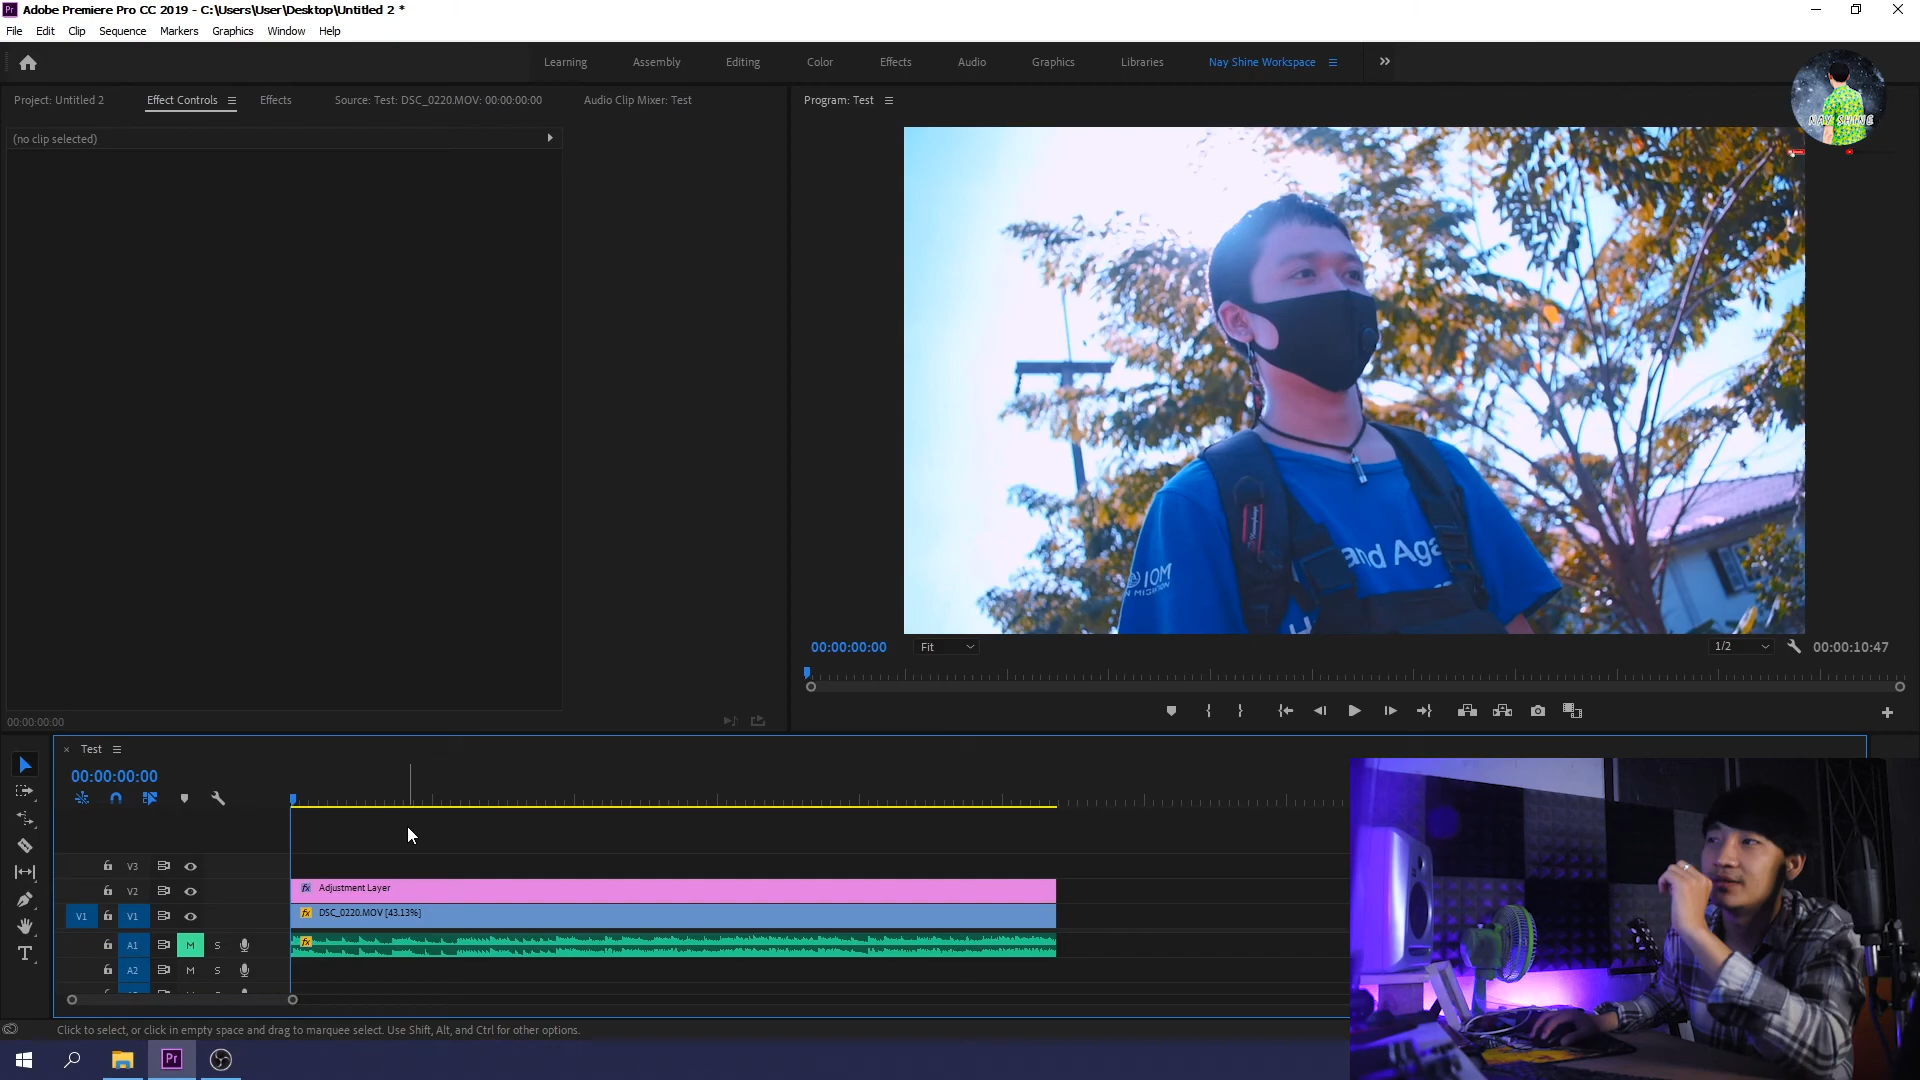 Adobe Premiere Pro CC 2019 - C:\Users\User\Desktop\Untitled 2 *
File Edit Clip Sequence Markers Graphics Window Help
Learning Assembly Editing Color Effects Audio Graphics Libraries Nay Shine Workspace
Project: Untitled 2 Effect Controls Effects Source: Test: DSC_0220.MOV: 00:00:00:00 Audio Clip Mixer: Test
Program: Test
NAY SHINE
(no clip selected)
and Aga
IOM
N MIGRATION
00:00:00:00 Fit 1/2 00:00:10:47
00:00:00:00
Test
00:00:00:00
V3
V2 Adjustment Layer
V1 V1 DSC_0220.MOV [43.13%]
A1 M S
A2 M S
Click to select, or click in empty space and drag to marquee select. Use Shift, Alt, and Ctrl for other options.